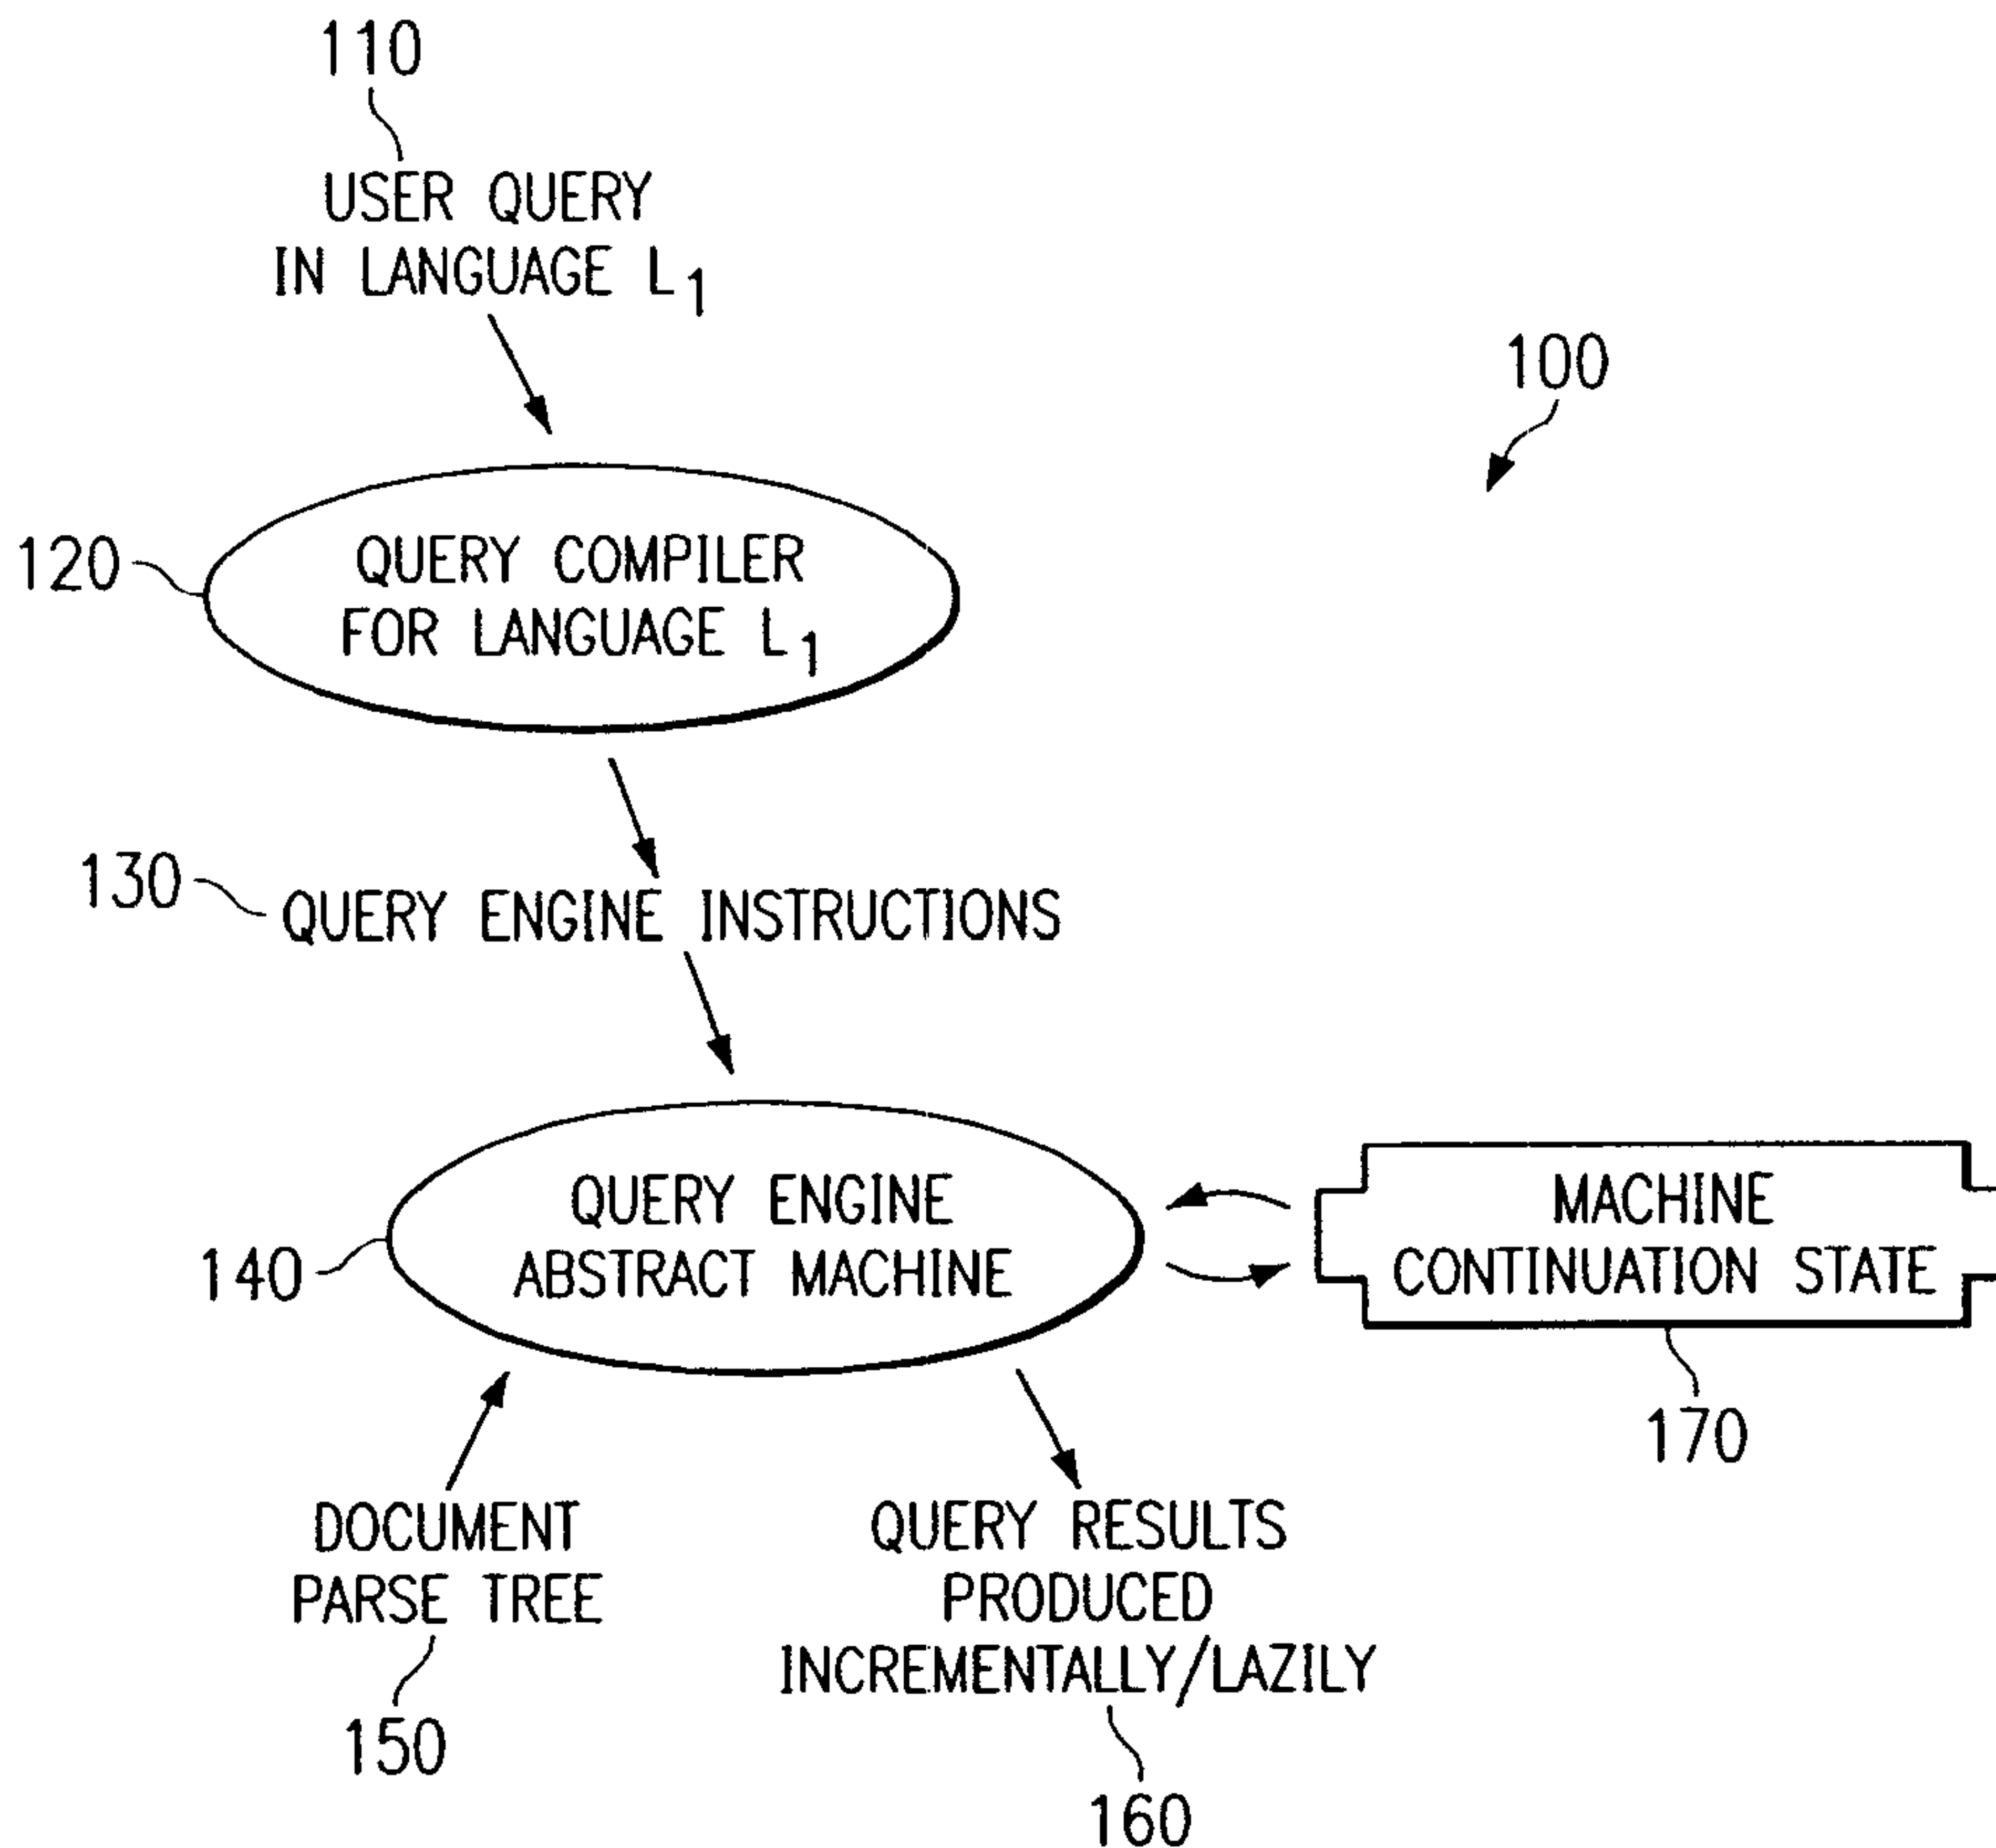 110
USER QUERY
IN LANGUAGE L1
100
120
QUERY COMPILER
FOR LANGUAGE L1
130
QUERY ENGINE INSTRUCTIONS
140
QUERY ENGINE
ABSTRACT MACHINE
MACHINE
CONTINUATION STATE
170
DOCUMENT
PARSE TREE
150
QUERY RESULTS
PRODUCED
INCREMENTALLY/LAZILY
160